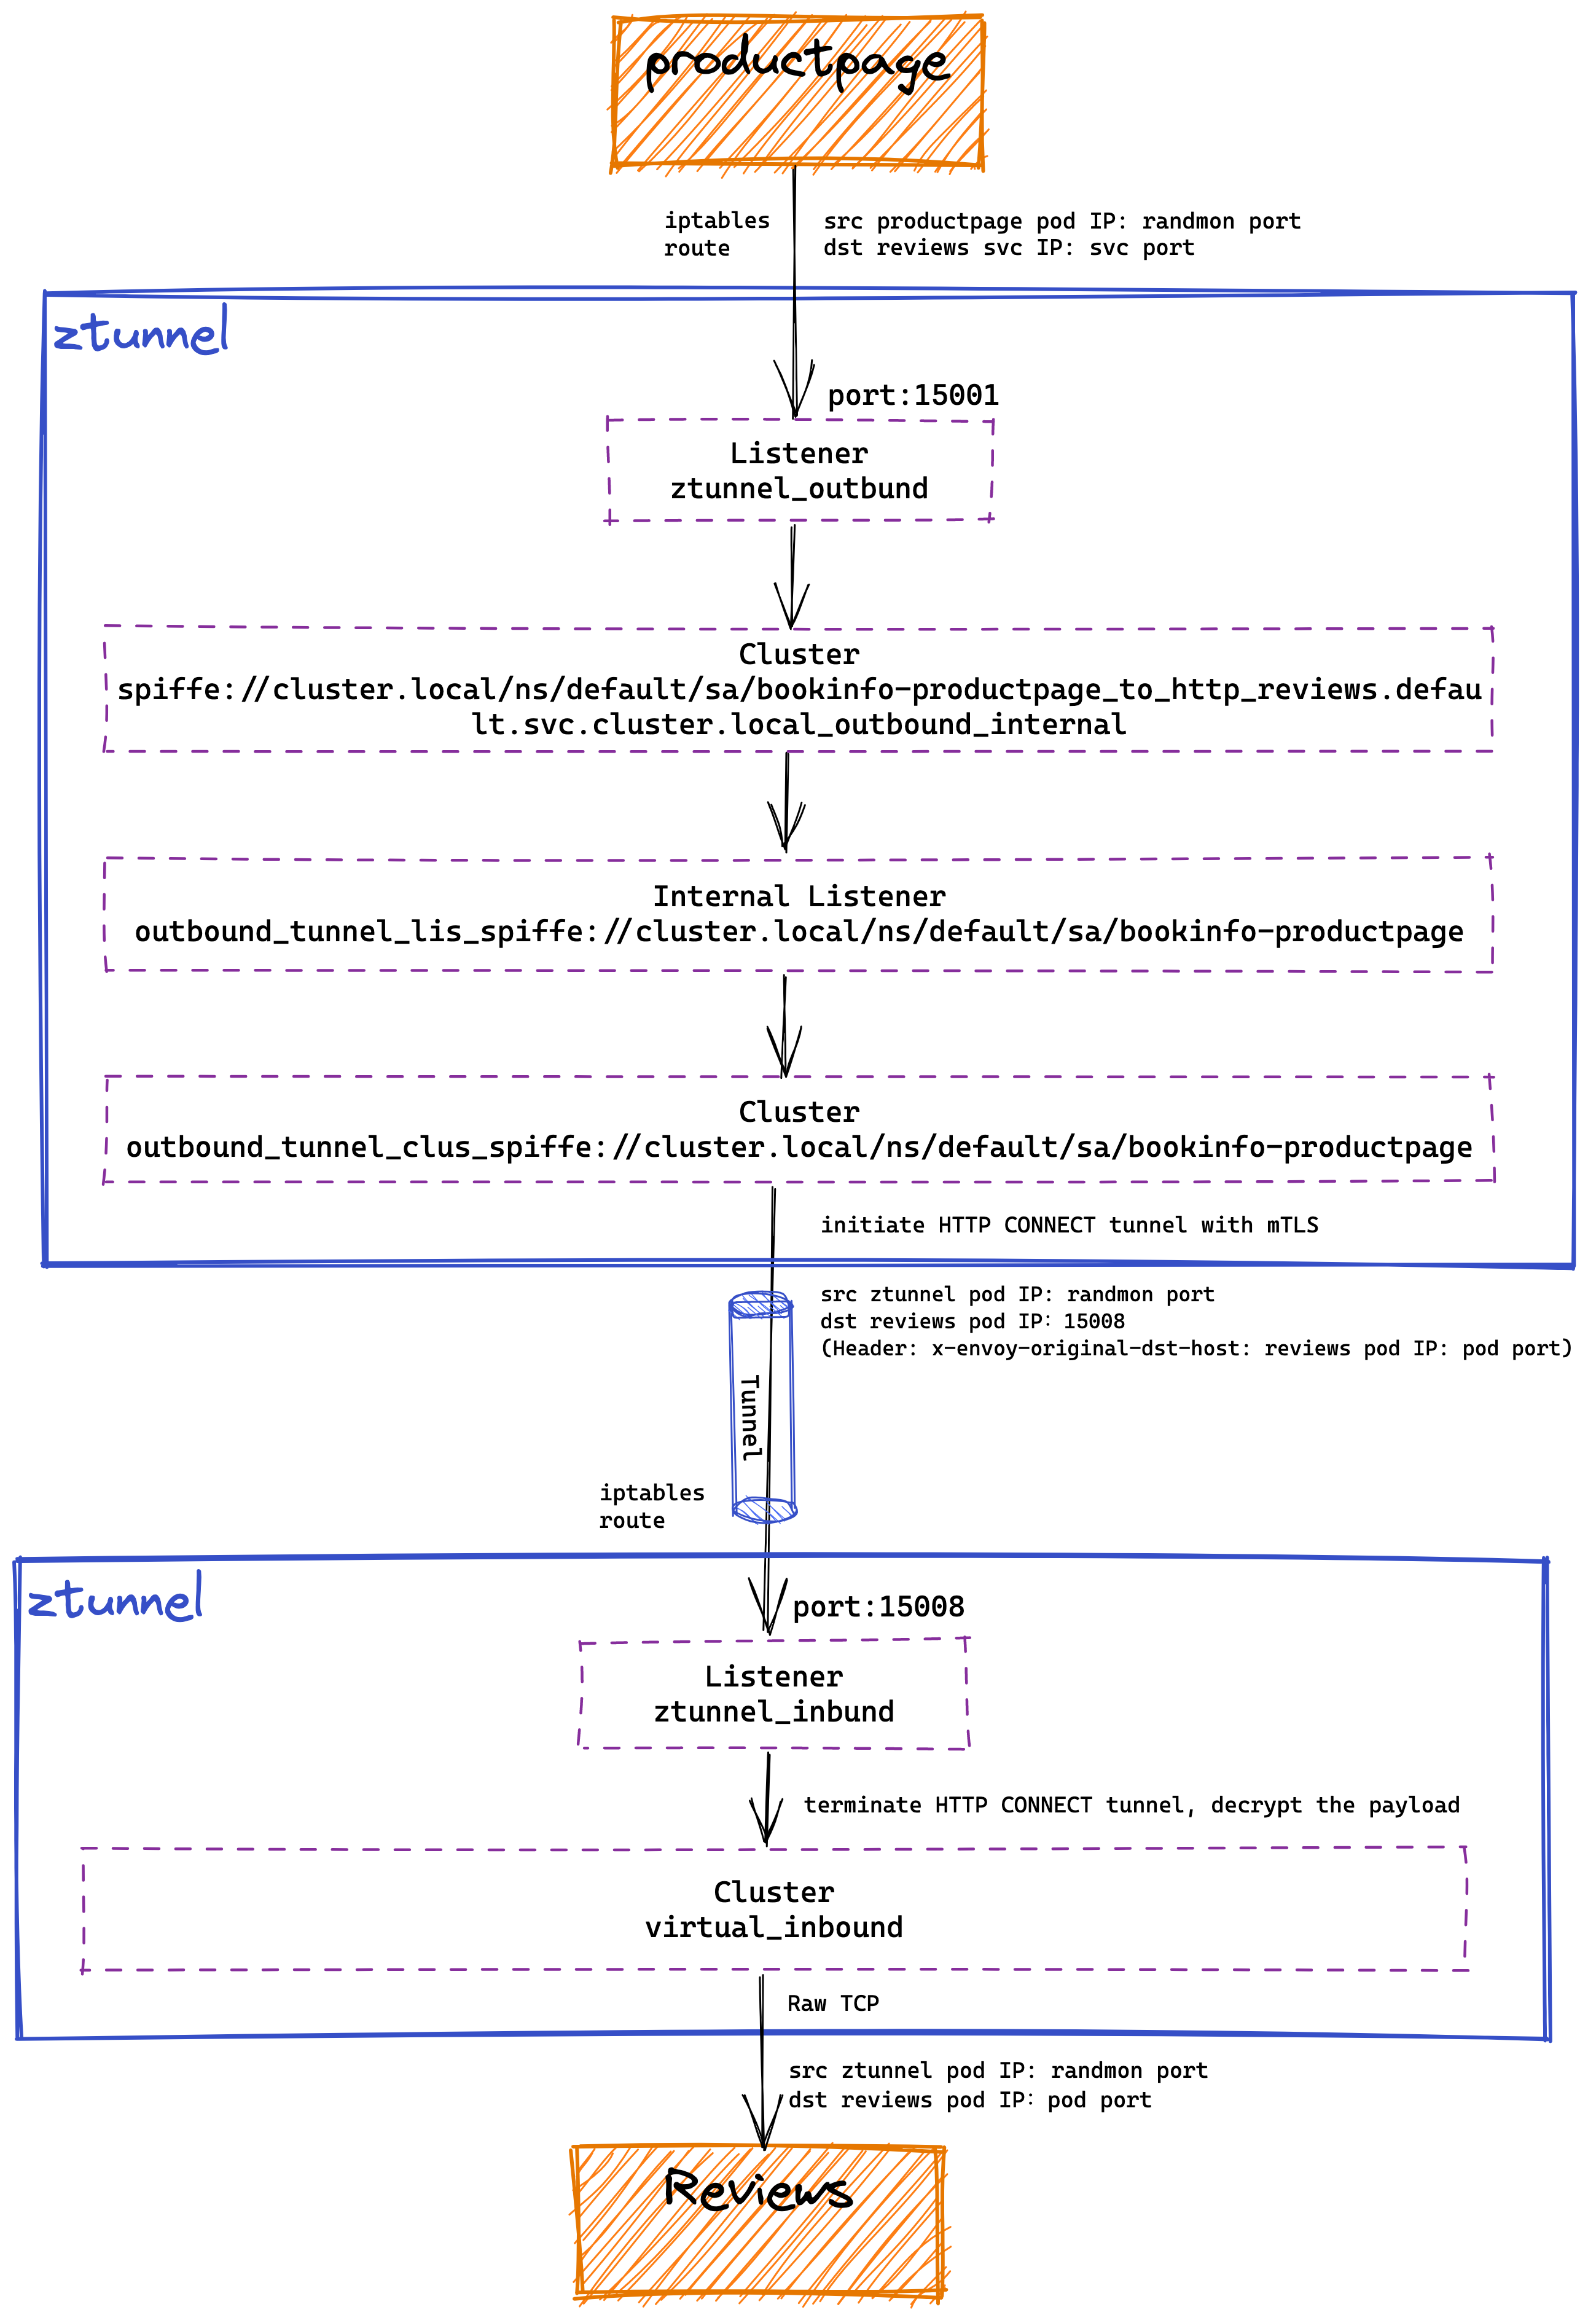 productpage
iptables
route
src productpage pod IP: randmon port
dst reviews svc IP: svc port
ztunnel
port:15001
Listener
ztunnel_outbund
Cluster
spiffe://cluster.local/ns/default/sa/bookinfo-productpage_to_http_reviews.defau
lt.svc.cluster.local_outbound_internal
Internal Listener
outbound_tunnel_lis_spiffe://cluster.local/ns/default/sa/bookinfo-productpage
Cluster
outbound_tunnel_clus_spiffe://cluster.local/ns/default/sa/bookinfo-productpage
initiate HTTP CONNECT tunnel with mTLS
src ztunnel pod IP: randmon port
dst reviews pod IP: 15008
(Header: x-envoy-original-dst-host: reviews pod IP: pod port)
Tunnel
iptables
route
ztunnel
port:15008
Listener
ztunnel_inbund
terminate HTTP CONNECT tunnel, decrypt the payload
Cluster
virtual_inbound
Raw TCP
src ztunnel pod IP: randmon port
dst reviews pod IP: pod port
Reviews